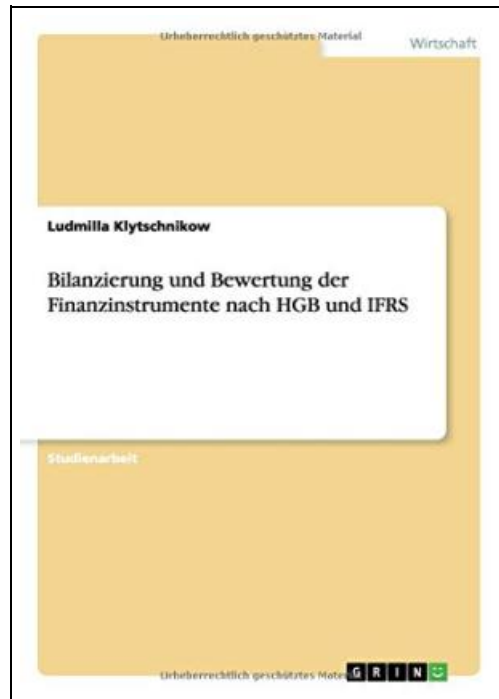 Urheberrechtlich geschütztes Material
Wirtschaft
Ludmilla Klytschnikow
Bilanzierung und Bewertung der
Finanzinstrumente nach HGB und IFRS
Studienarbeit
Urheberrechtlich geschütztes Mater
GRIN